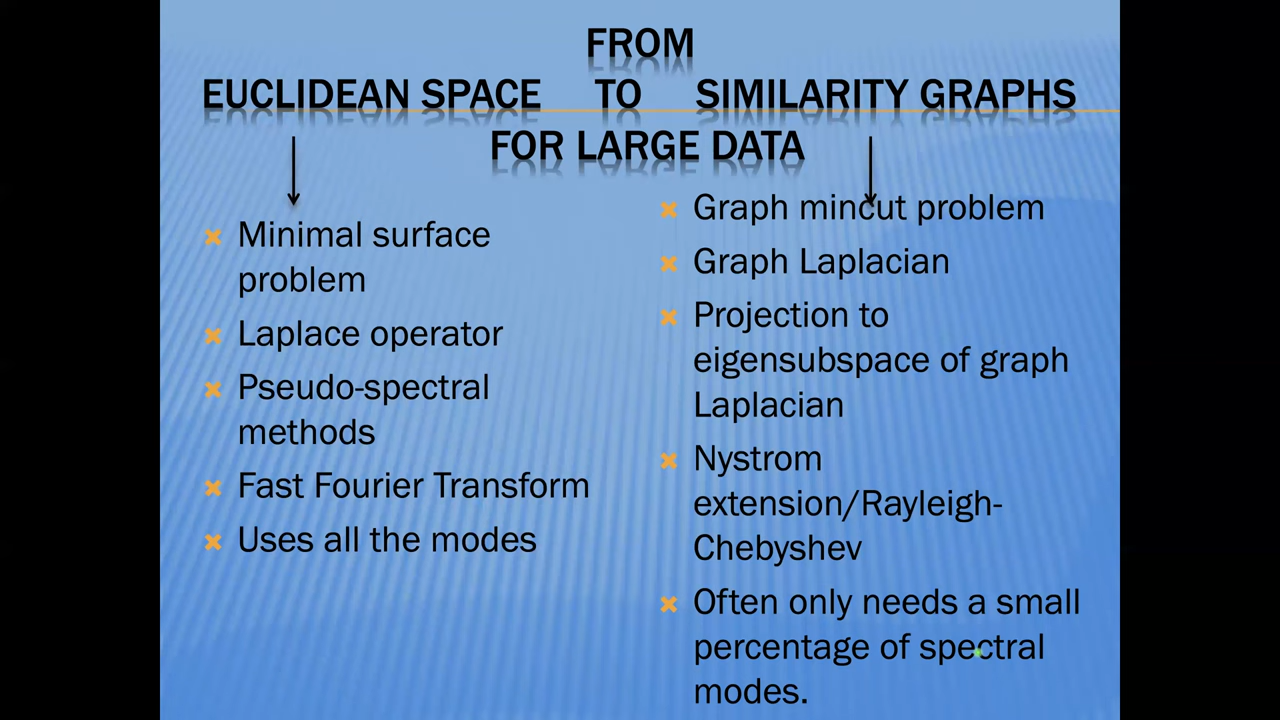 FROM
EUCLIDEAN SPACE TO SIMILARITY GRAPHS
FOR LARGE DATA
Minimal surface
problem
Laplace operator
Pseudo-spectral
methods
Fast Fourier Transform
Uses all the modes
Graph mincut problem
Graph Laplacian
Projection to
eigensubspace of graph
Laplacian
Nystrom
extension/Rayleigh-
Chebyshev
Often only needs a small
percentage of spectral
modes.